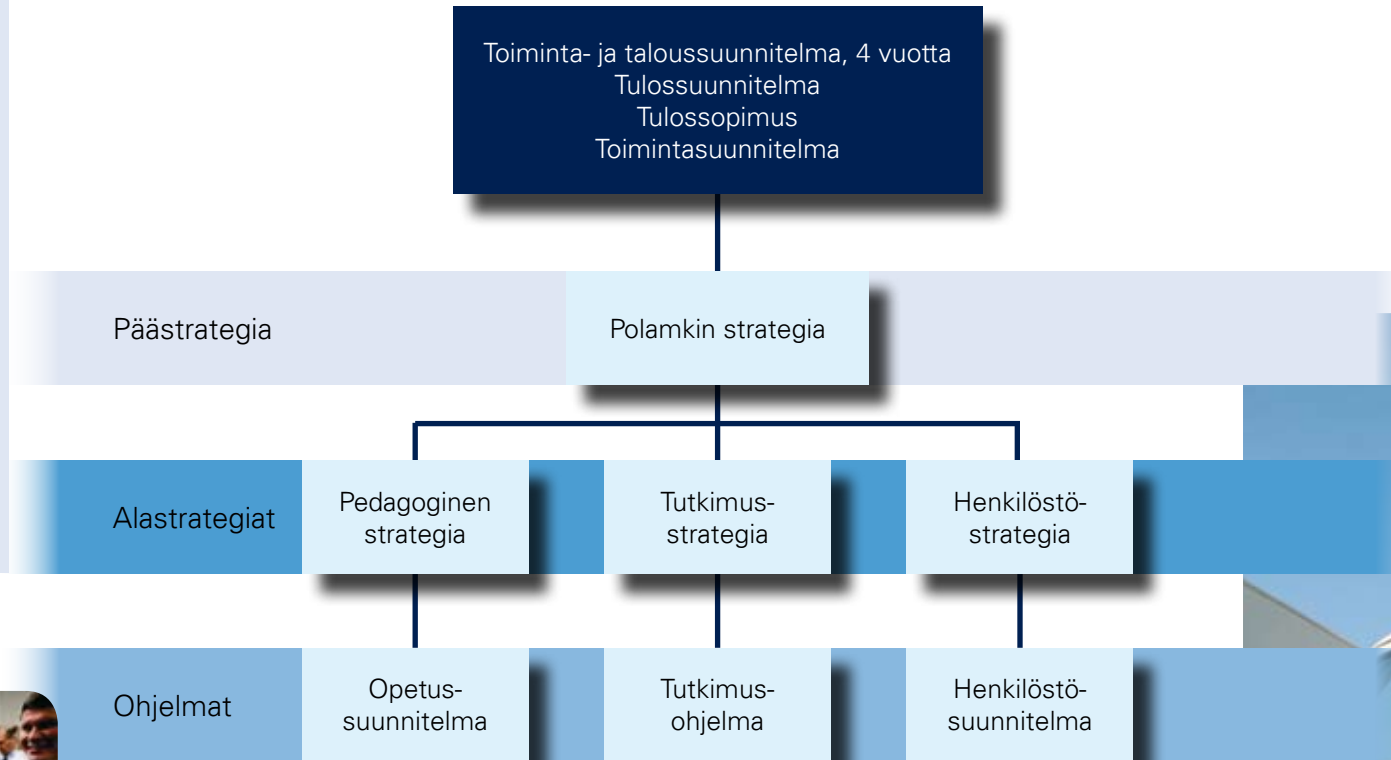 Toiminta- ja taloussuunnitelma, 4 vuotta
Tulossuunnitelma
Tulossopimus
Toimintasuunnitelma
Päästrategia
Polamkin strategia
Alastrategiat
Pedagoginen
strategia
Tutkimus-
strategia
Henkilöstö-
strategia
Ohjelmat
Opetus-
suunnitelma
Tutkimus-
ohjelma
Henkilöstö-
suunnitelma